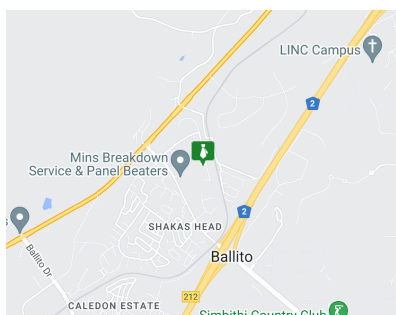 LINC Campus
2
Mins Breakdown
Service & Panel Beaters
s
2
SHAKAS HEAD
Ballito Dr
Ballito
212
CALEDON ESTATE
Simbithi Country Club